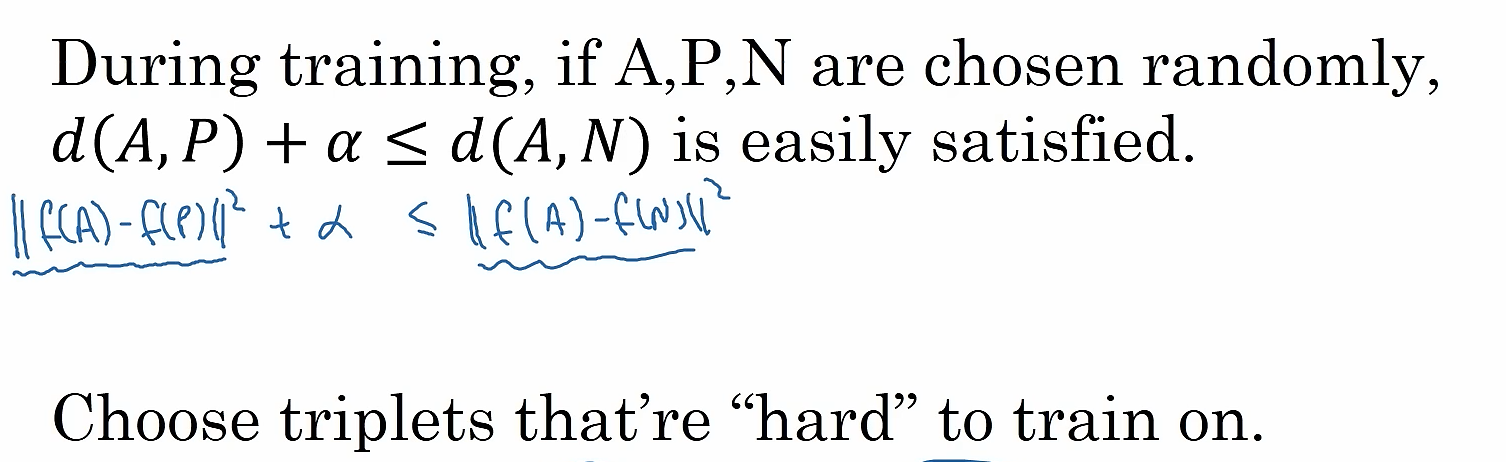 During training, if A,P,N are chosen randomly,
d(A, P) + α ≤ d(A, N) is easily satisfied.
||f(A)-f(P)||² + α ≤ ||f(A)-f(N)||²
Choose triplets that’re “hard” to train on.